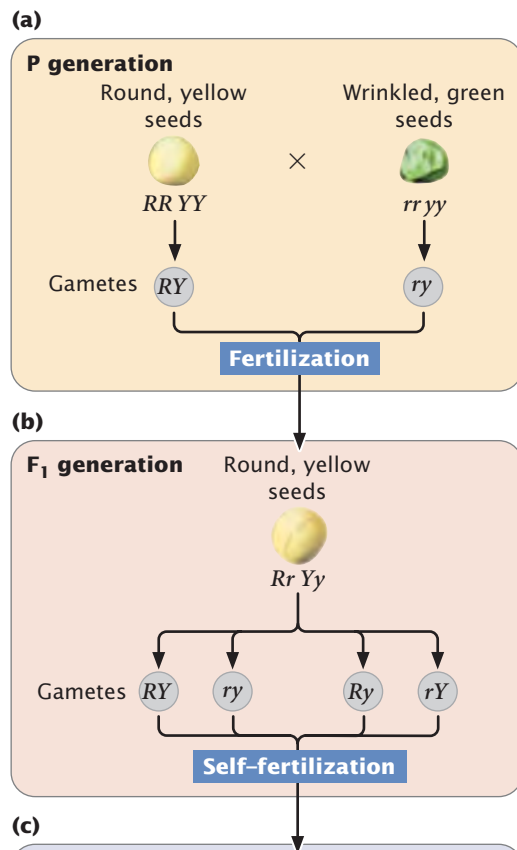 (a)
P generation
Round, yellow
seeds
Wrinkled, green
seeds
×
RR YY
rr yy
Gametes
RY
ry
Fertilization
(b)
F₁ generation
Round, yellow
seeds
Rr Yy
Gametes
RY
ry
Ry
rY
Self–fertilization
(c)